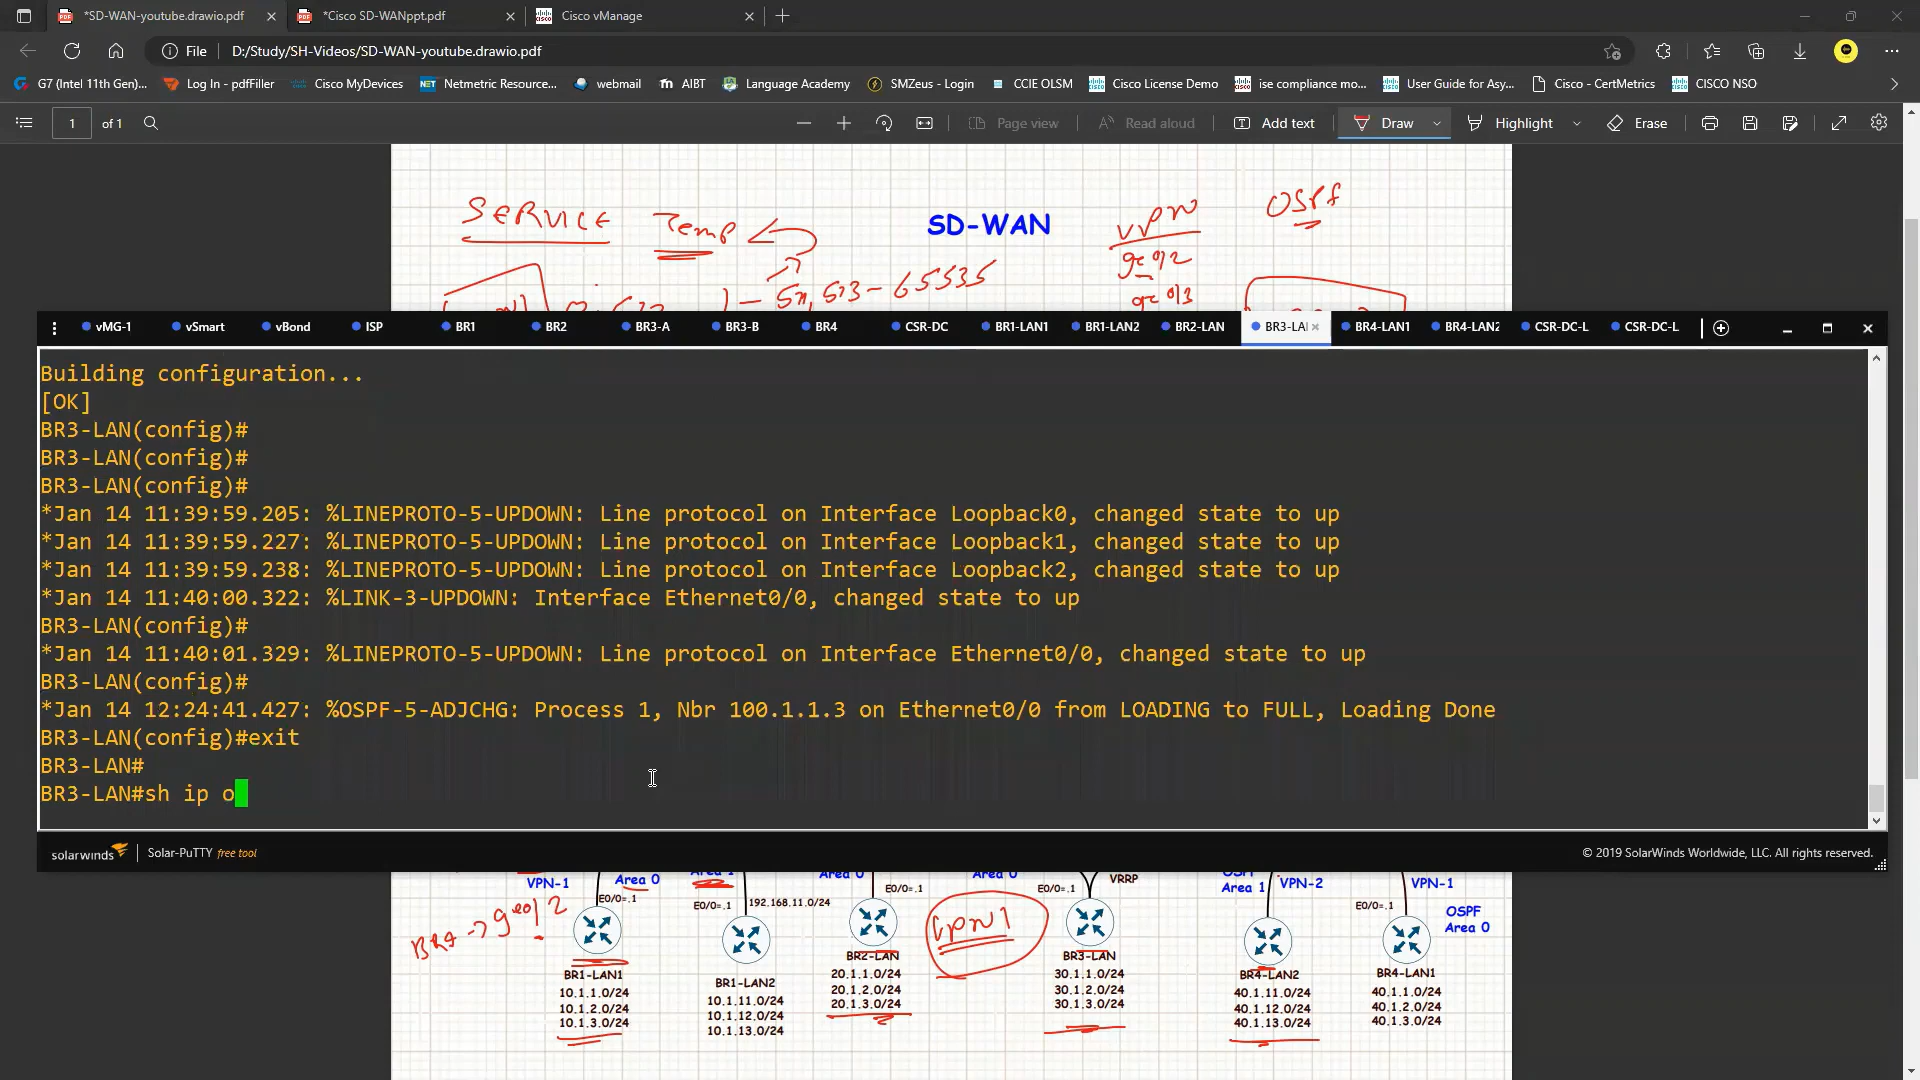 *SD-WAN-youtube.drawio.pdf
*Cisco SD-WANppt.pdf
Cisco vManage
File
D:/Study/SH-Videos/SD-WAN-youtube.drawio.pdf
G7 (Intel 11th Gen)...
Log In - pdfFiller
Cisco MyDevices
Netmetric Resource...
webmail
AIBT
Language Academy
SMZeus - Login
CCIE OLSM
Cisco License Demo
ise compliance mo...
User Guide for Asy...
Cisco - CertMetrics
CISCO NSO
1 of 1
Page view
Read aloud
Add text
Draw
Highlight
Erase
SERVICE
Temp
SD-WAN
VPN
OSPF
ge0/2
1 - 511, 513 - 65535
ge0/3
vMG-1
vSmart
vBond
ISP
BR1
BR2
BR3-A
BR3-B
BR4
CSR-DC
BR1-LAN1
BR1-LAN2
BR2-LAN
BR3-LA
BR4-LAN1
BR4-LAN2
CSR-DC-L
CSR-DC-L
Building configuration...
[OK]
BR3-LAN(config)#
BR3-LAN(config)#
BR3-LAN(config)#
*Jan 14 11:39:59.205: %LINEPROTO-5-UPDOWN: Line protocol on Interface Loopback0, changed state to up
*Jan 14 11:39:59.227: %LINEPROTO-5-UPDOWN: Line protocol on Interface Loopback1, changed state to up
*Jan 14 11:39:59.238: %LINEPROTO-5-UPDOWN: Line protocol on Interface Loopback2, changed state to up
*Jan 14 11:40:00.322: %LINK-3-UPDOWN: Interface Ethernet0/0, changed state to up
BR3-LAN(config)#
*Jan 14 11:40:01.329: %LINEPROTO-5-UPDOWN: Line protocol on Interface Ethernet0/0, changed state to up
BR3-LAN(config)#
*Jan 14 12:24:41.427: %OSPF-5-ADJCHG: Process 1, Nbr 100.1.1.3 on Ethernet0/0 from LOADING to FULL, Loading Done
BR3-LAN(config)#exit
BR3-LAN#
BR3-LAN#sh ip o
solarwinds
Solar-PuTTY free tool
© 2019 SolarWinds Worldwide, LLC. All rights reserved.
VPN-1
Area 0
Area 1
Area 0
Area 0
VRRP
OSPF
Area 1
VPN-2
VPN-1
E0/0=.1
E0/0=.1
192.168.11.0/24
E0/0=.1
E0/0=.1
E0/0=.1
OSPF
Area 0
BR4 -> ge0/2
VPN1
BR1-LAN1
10.1.1.0/24
10.1.2.0/24
10.1.3.0/24
BR1-LAN2
10.1.11.0/24
10.1.12.0/24
10.1.13.0/24
BR2-LAN
20.1.1.0/24
20.1.2.0/24
20.1.3.0/24
BR3-LAN
30.1.1.0/24
30.1.2.0/24
30.1.3.0/24
BR4-LAN2
40.1.11.0/24
40.1.12.0/24
40.1.13.0/24
BR4-LAN1
40.1.1.0/24
40.1.2.0/24
40.1.3.0/24